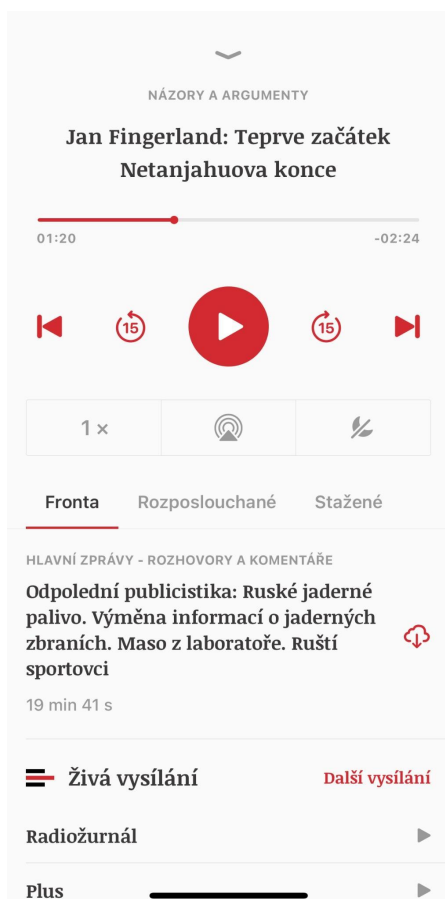 NÁZORY A ARGUMENTY
Jan Fingerland: Teprve začátek
Netanjahuova konce
01:20 -02:24
15 15
1 ×
Fronta Rozposlouchané Stažené
HLAVNÍ ZPRÁVY - ROZHOVORY A KOMENTÁŘE
Odpolední publicistika: Ruské jaderné
palivo. Výměna informací o jaderných
zbraních. Maso z laboratoře. Ruští
sportovci
19 min 41 s
Živá vysílání Další vysílání
Radiožurnál
Plus